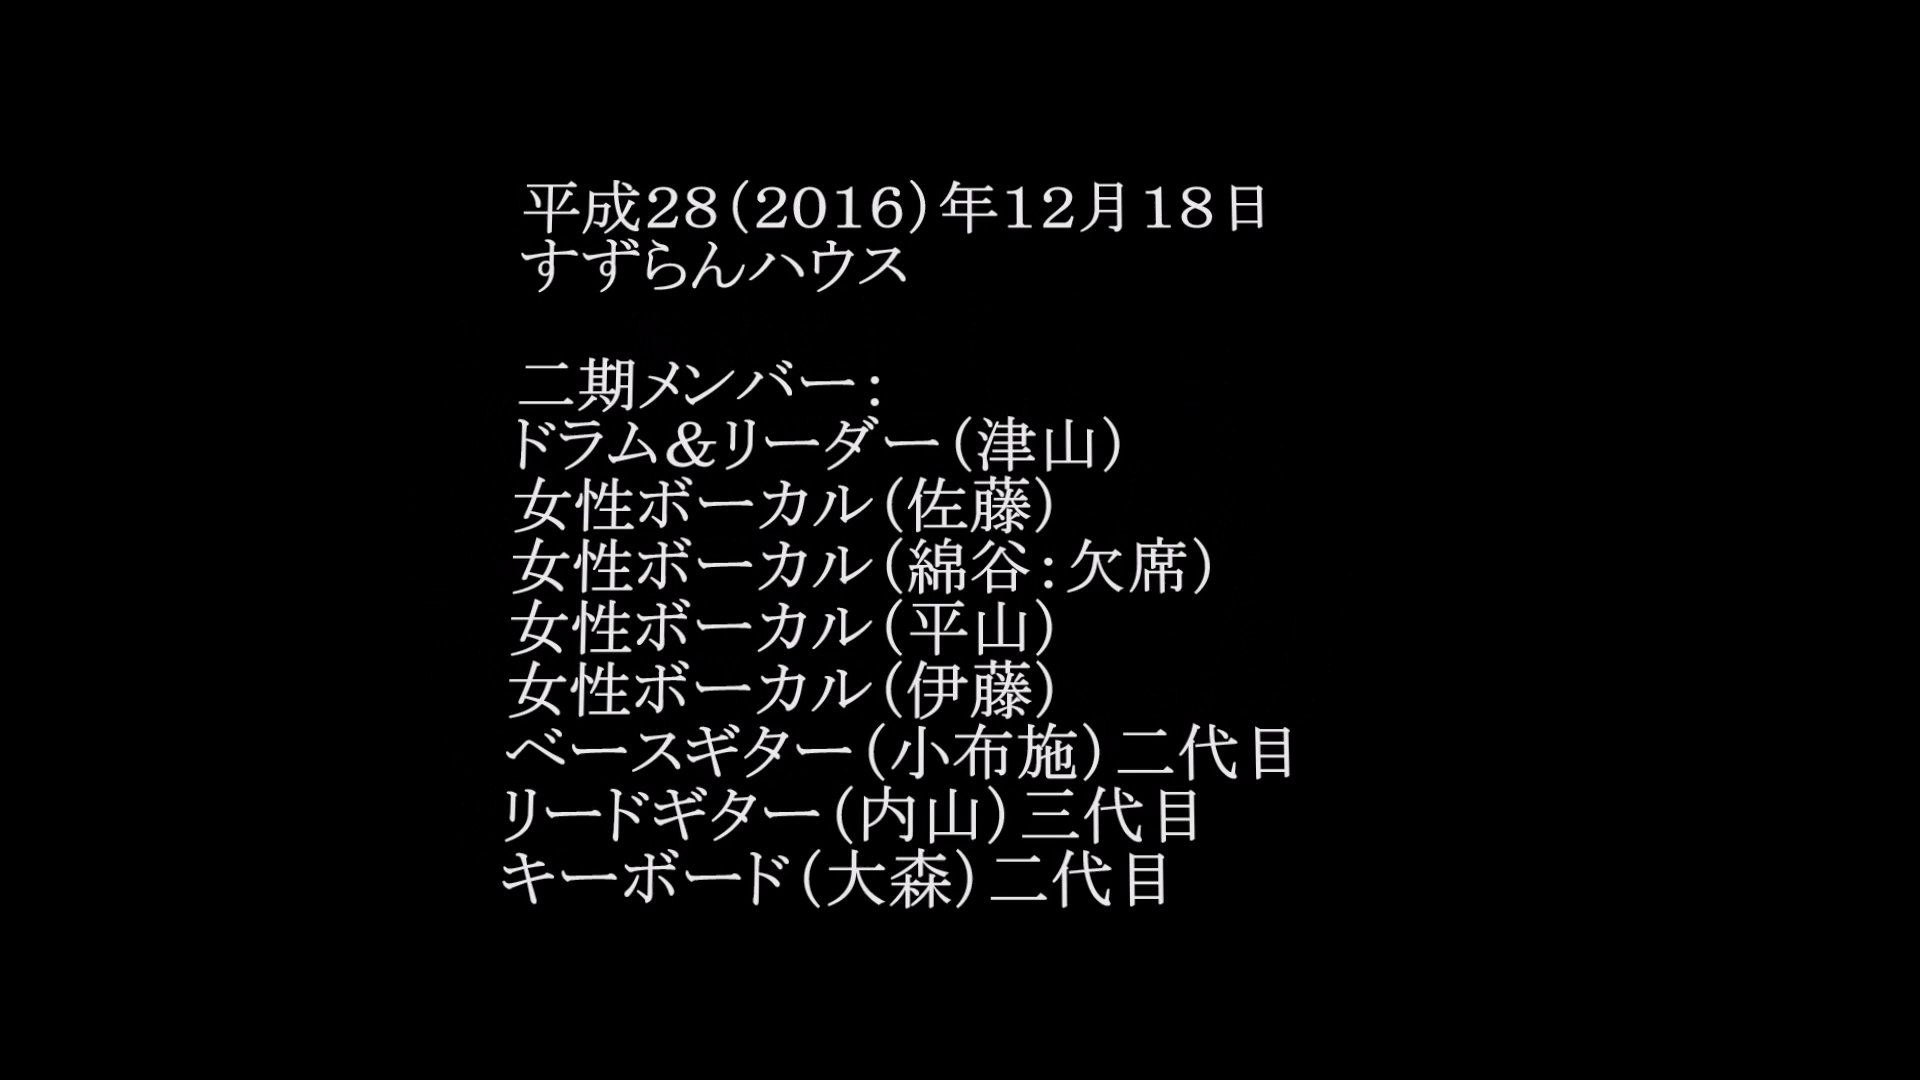 平成28(2016)年12月18日
すずらんハウス
二期メンバー:
ドラム&リーダー(津山)
女性ボーカル(佐藤)
女性ボーカル(綿谷:欠席)
女性ボーカル(平山)
女性ボーカル(伊藤)
ベースギター(小布施)二代目
リードギター(内山)三代目
キーボード(大森)二代目